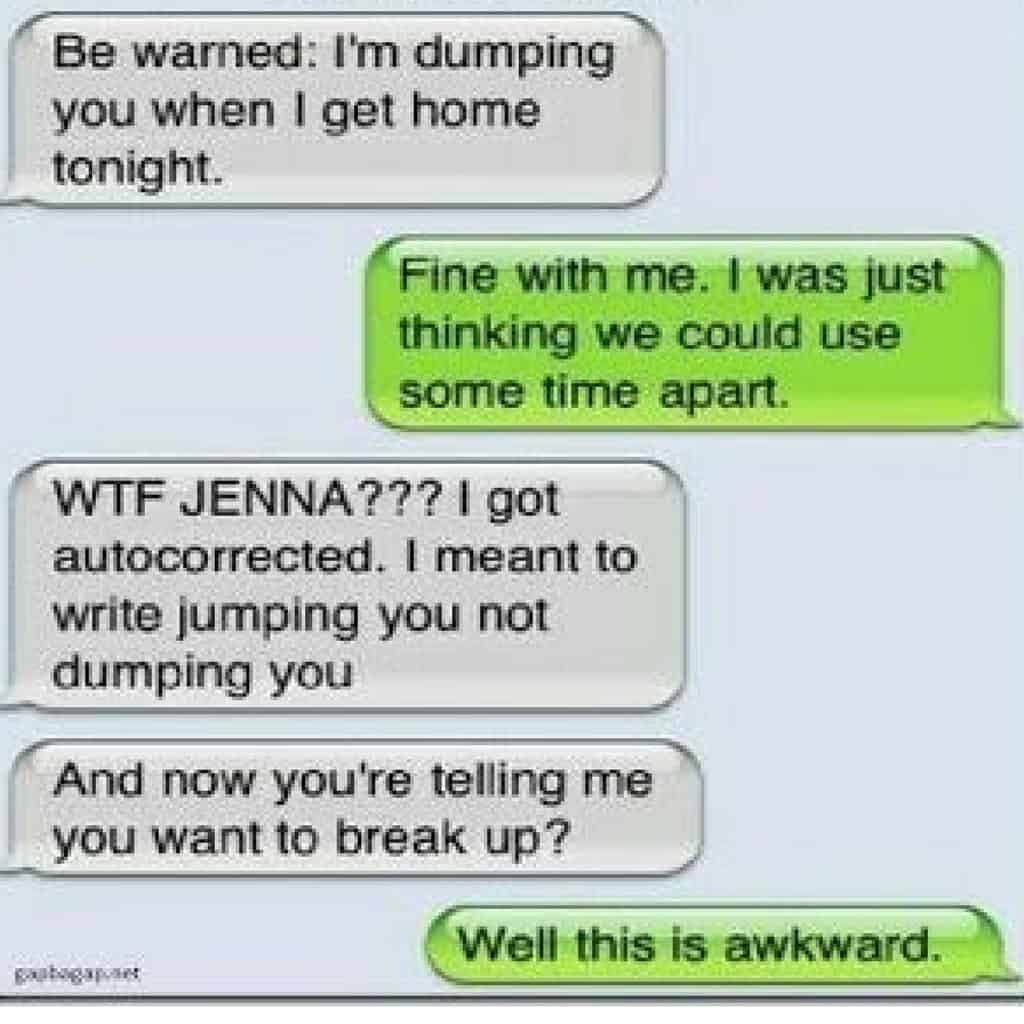 Be warned: I'm dumping
you when I get home
tonight.
Fine with me. I was just
thinking we could use
some time apart.
WTF JENNA??? I got
autocorrected. I meant to
write jumping you not
dumping you
And now you're telling me
you want to break up?
Well this is awkward.